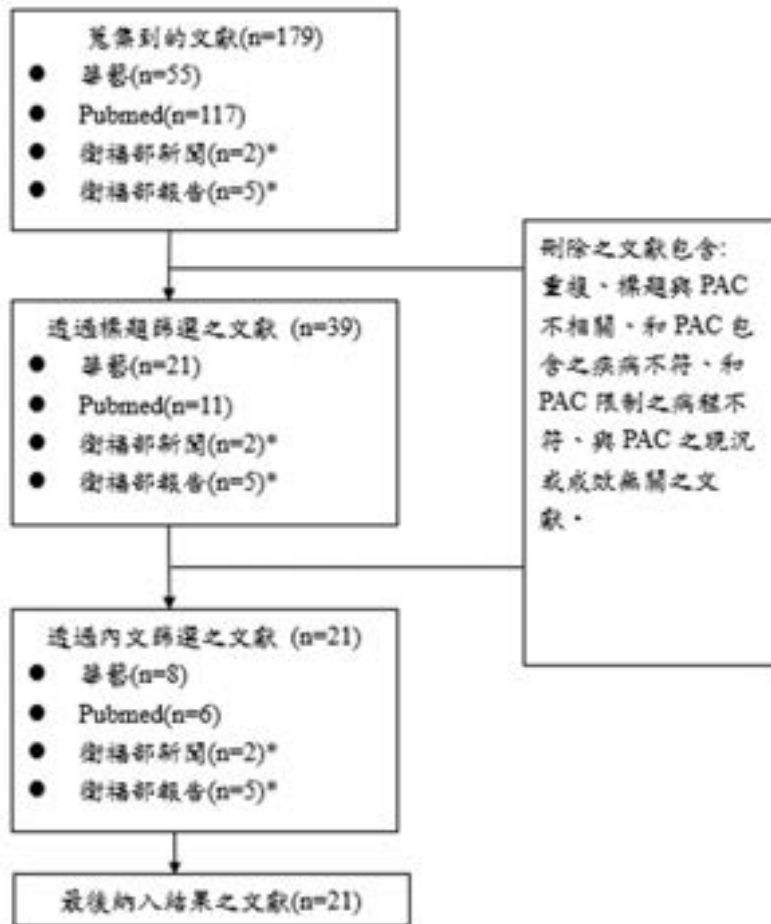 蒐集到的文獻(n=179)
● 華藝(n=55)
● Pubmed(n=117)
● 衛福部新聞(n=2)*
● 衛福部報告(n=5)*
刪除之文獻包含:
重複、標題與 PAC
不相關、和 PAC 包
含之疾病不符、和
PAC 限制之病程不
符、與 PAC 之現況
或成效無關之文
獻。
透過標題篩選之文獻 (n=39)
● 華藝(n=21)
● Pubmed(n=11)
● 衛福部新聞(n=2)*
● 衛福部報告(n=5)*
透過內文篩選之文獻 (n=21)
● 華藝(n=8)
● Pubmed(n=6)
● 衛福部新聞(n=2)*
● 衛福部報告(n=5)*
最後納入結果之文獻(n=21)